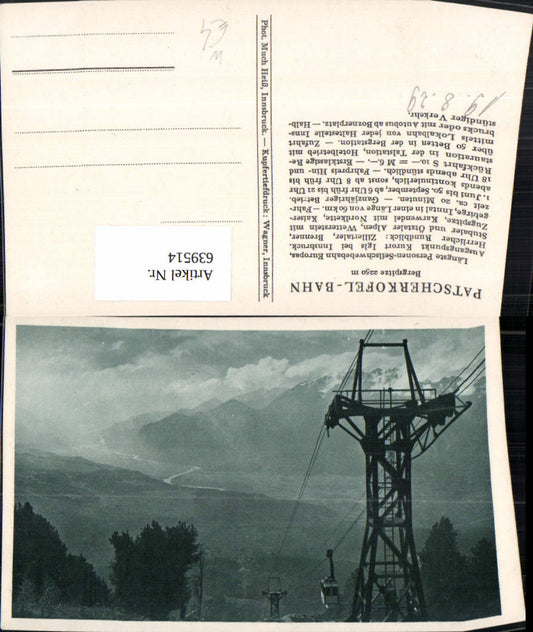 PATSCHERKOFEL-BAHN
Bergspitze 2250 m
Längste Personen-Seilschwebebahn Europas,
Ausgangspunkt Kurort Igls bei Innsbruck.
Herrlicher Rundblick: Zillertaler, Brenner,
Stubaier und Ötztaler Alpen, Wetterstein mit
Zugspitze, Karwendel mit Nordkette, Kaiser-
gebirge, Inntal in einer Länge von 60 km. — Fahr-
zeit ca. 20 Minuten. — Ganzjähriger Betrieb.
1. Juni bis 30. September, ab 6 Uhr früh bis 21 Uhr
abends kontinuierlich, sonst ab 8 Uhr früh bis
18 Uhr abends stündlich. — Fahrpreis Hin- und
Rückfahrt S 10.— = M. 6.—. — Erstklassige Re-
stauration in der Talstation, Hotelbetrieb mit
über 50 Betten in der Bergstation. — Zufahrt
mittels Lokalbahn von jeder Haltestelle Inns-
brucks oder mit Autobus ab Bornerplatz. — Halb-
stündiger Verkehr.
Phot. Much Heiß, Innsbruck. — Kupfertiefdruck: Wagner, Innsbruck
Artikel Nr.
639514
19. 8. 29